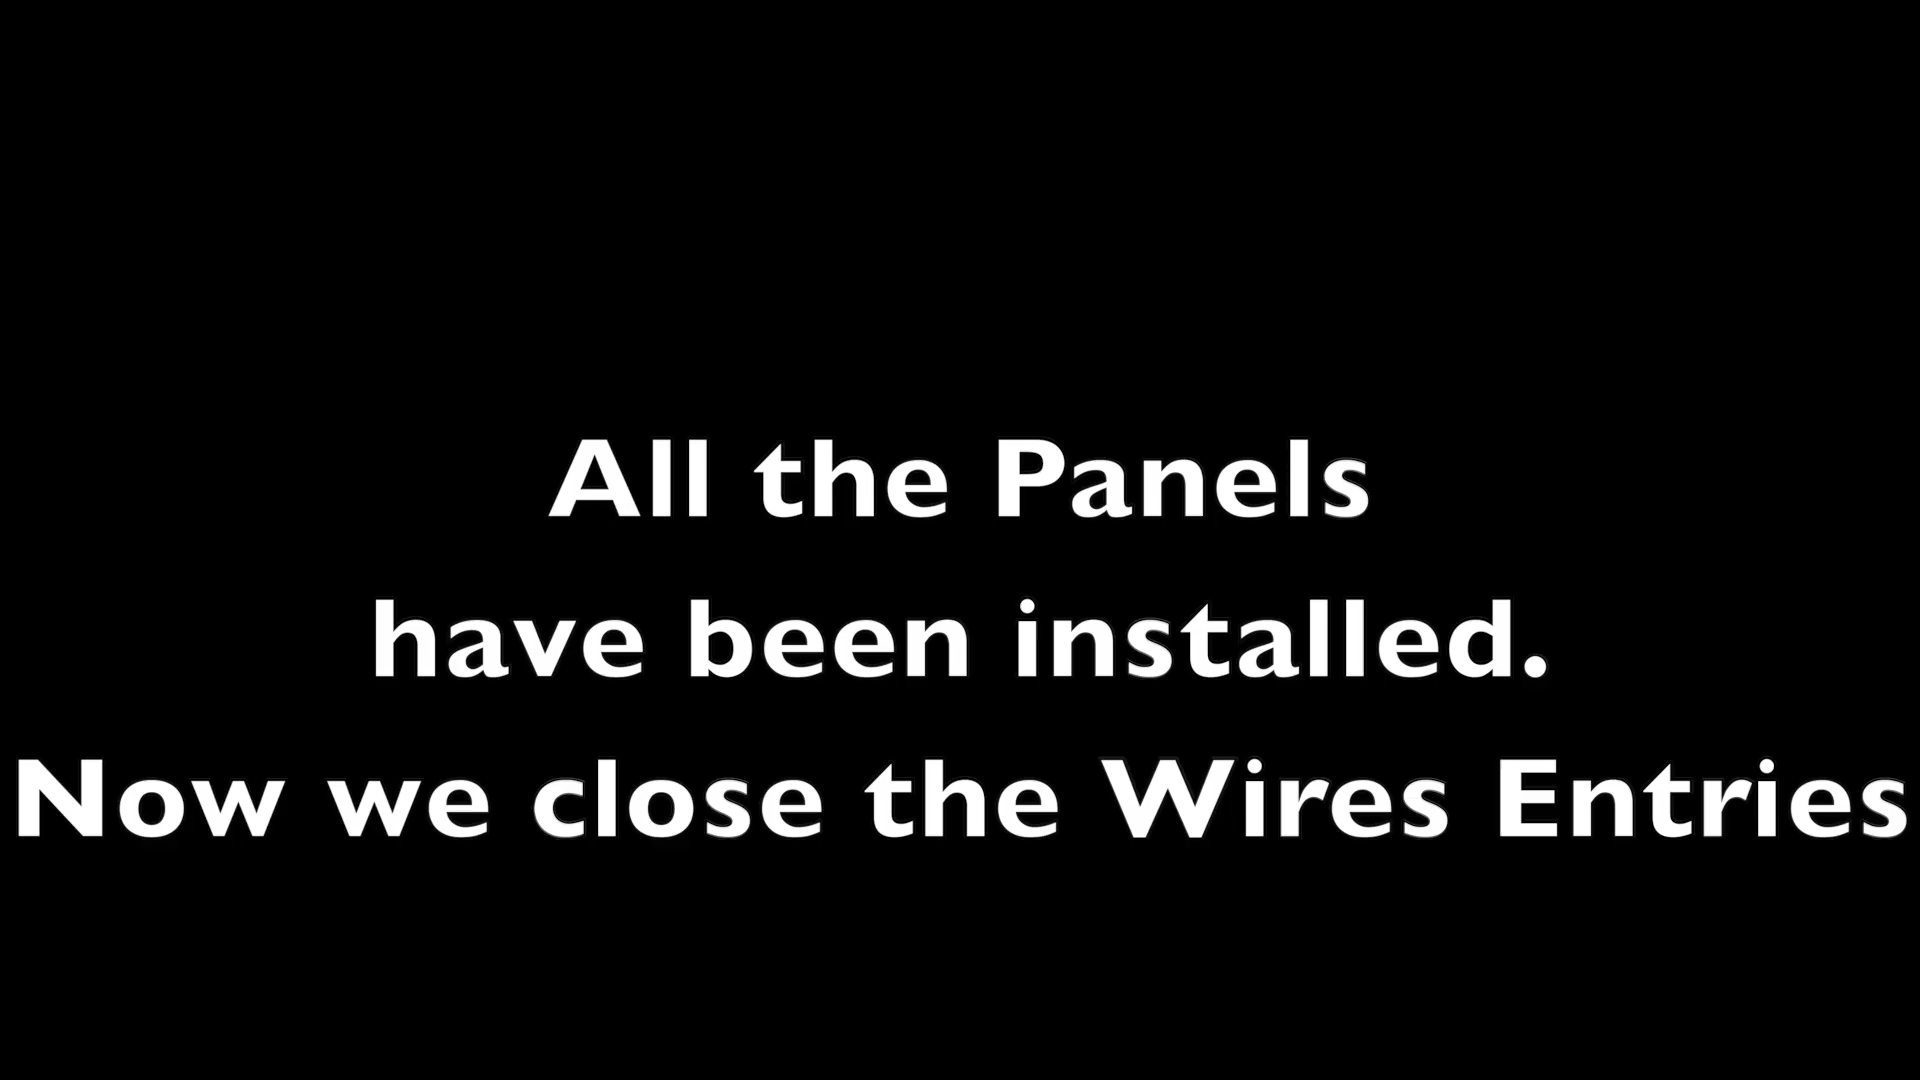 All the Panels
have been installed.
Now we close the Wires Entries